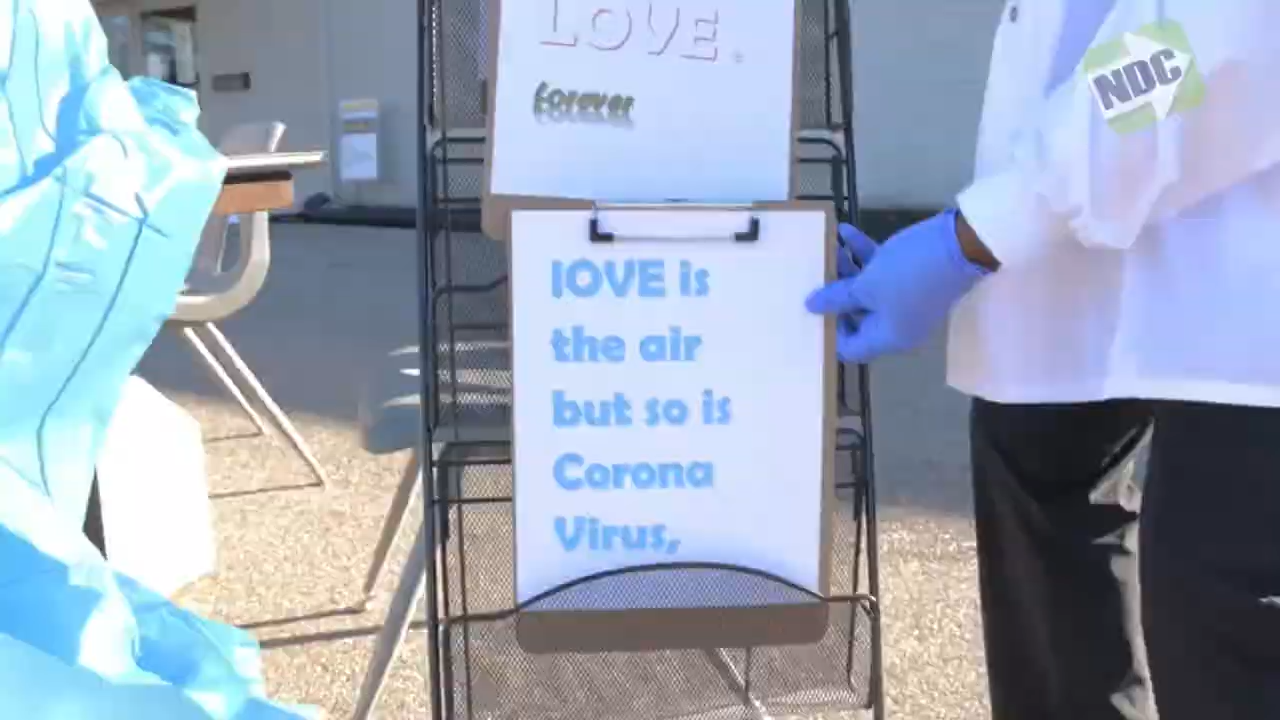 LOVE.
forever
NDC
lOVE is
the air
but so is
Corona
Virus,